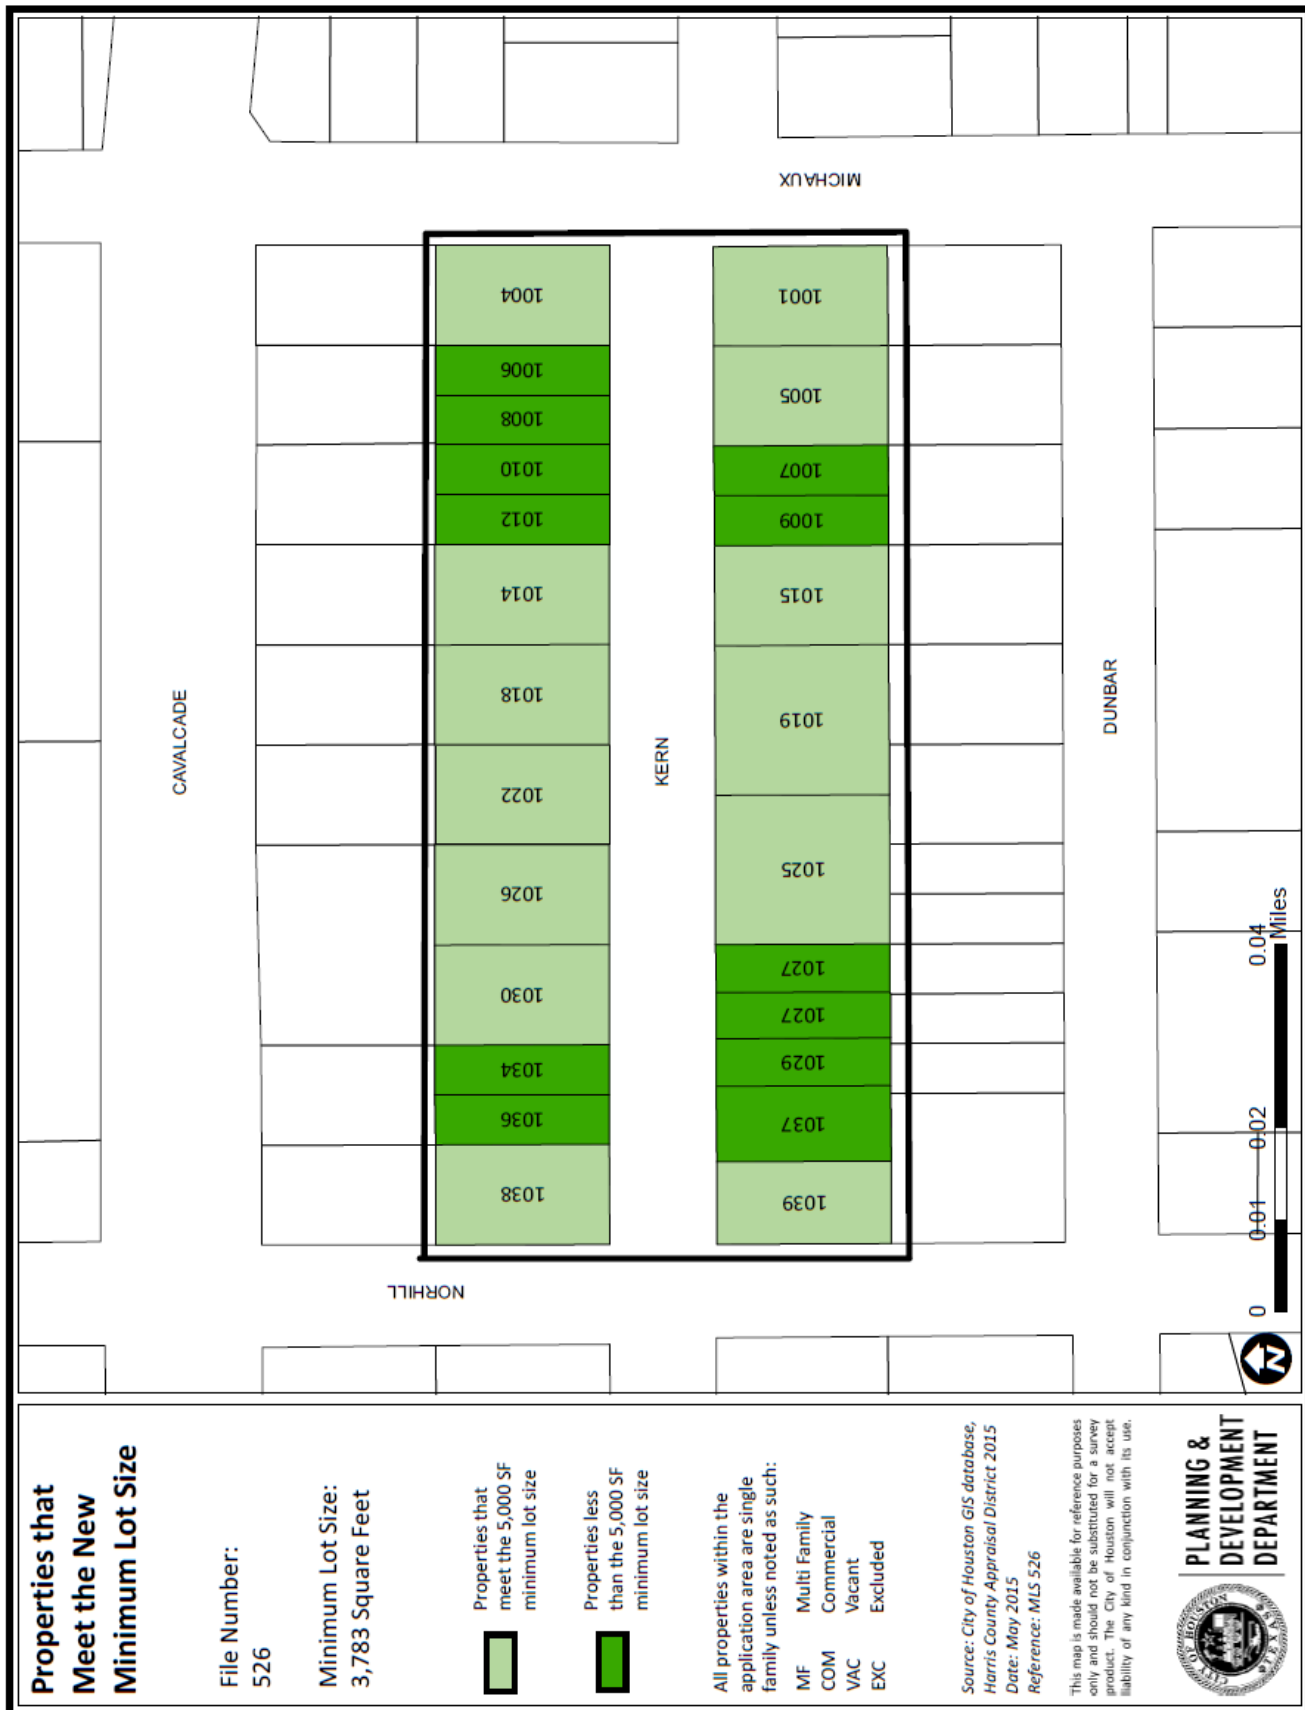 Properties that
Meet the New
Minimum Lot Size
File Number:
526
Minimum Lot Size:
3,783 Square Feet
Properties that
meet the 5,000 SF
minimum lot size
Properties less
than the 5,000 SF
minimum lot size
All properties within the
application area are single
family unless noted as such:
MF Multi Family
COM Commercial
VAC Vacant
EXC Excluded
Source: City of Houston GIS database,
Harris County Appraisal District 2015
Date: May 2015
Reference: MLS 526
This map is made available for reference purposes
only and should not be substituted for a survey
product. The City of Houston will not accept
liability of any kind in conjunction with its use.
CITY OF HOUSTON
TEXAS
PLANNING &
DEVELOPMENT
DEPARTMENT
CAVALCADE
NORHILL
1038
1036
1034
1030
1026
1022
1018
1014
1012
1010
1008
1006
1004
MICHAUX
KERN
1039
1037
1029
1027
1027
1025
1019
1015
1009
1007
1005
1001
DUNBAR
N
0 0.01 0.02 0.04
Miles